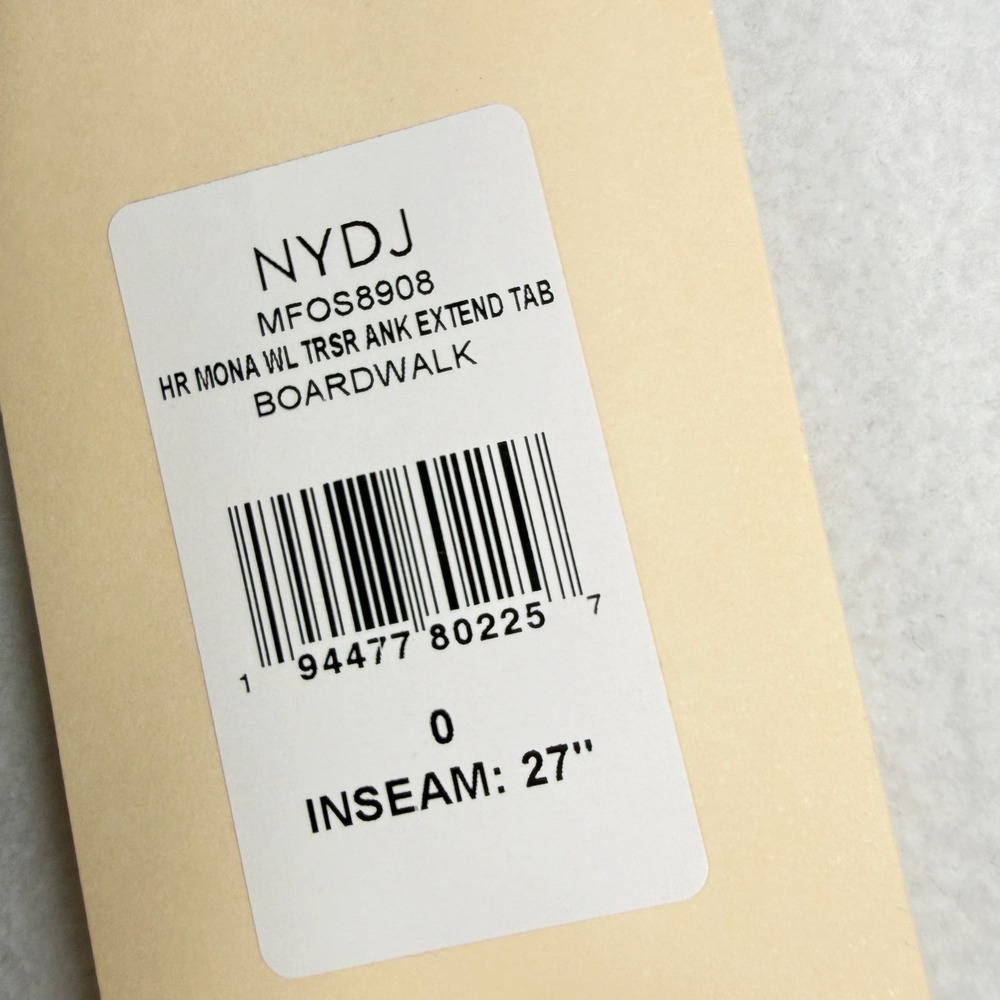 NYDJ
MFOS8908
HR MONA WL TRSR ANK EXTEND TAB
BOARDWALK
1 94477 80225 7
0
INSEAM: 27"